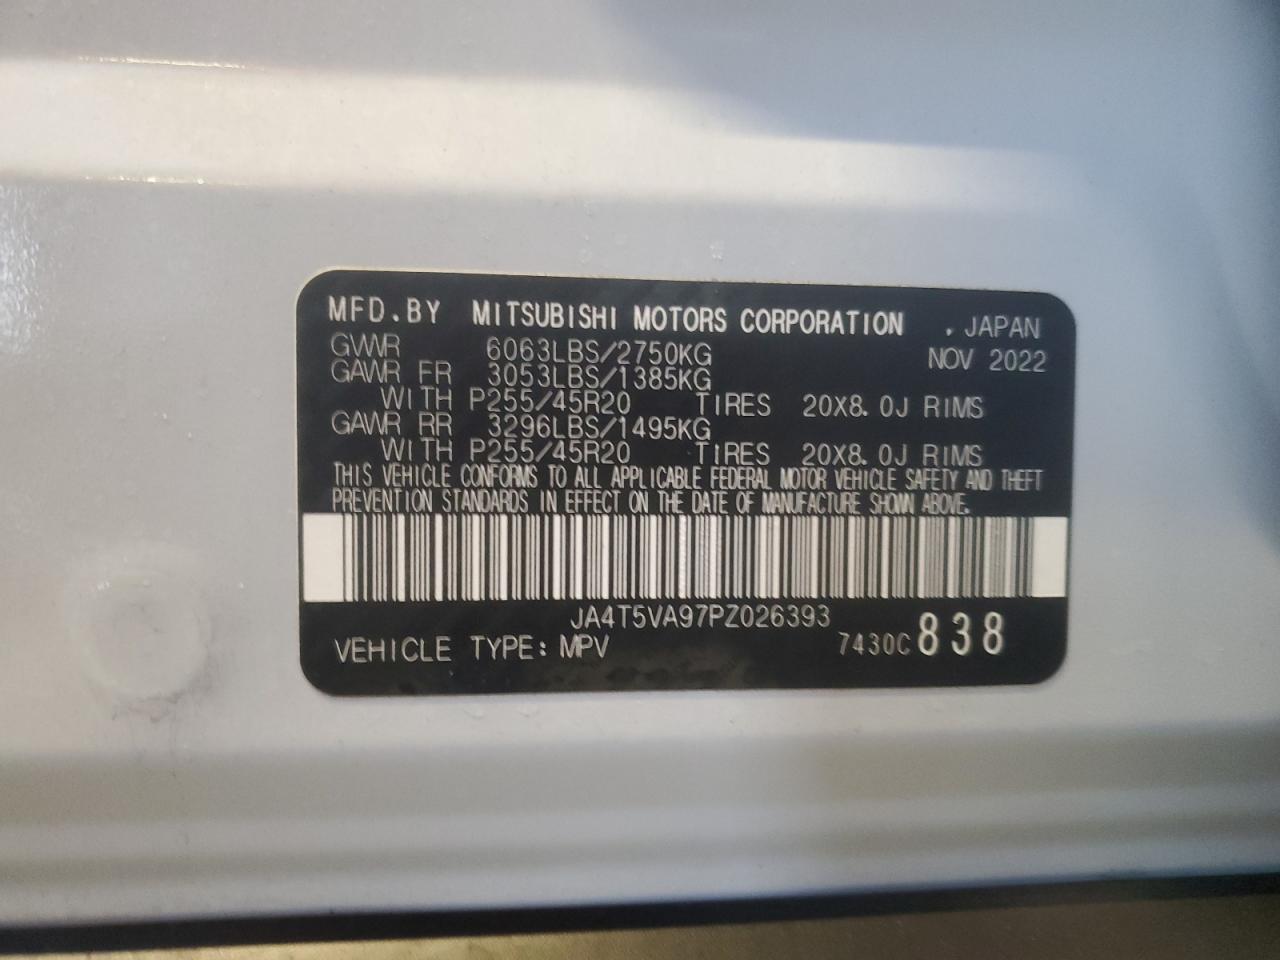 MFD.BY MITSUBISHI MOTORS CORPORATION , JAPAN
GVWR 6063LBS/2750KG NOV 2022
GAWR FR 3053LBS/1385KG
WITH P255/45R20 TIRES 20X8.0J RIMS
GAWR RR 3296LBS/1495KG
WITH P255/45R20 TIRES 20X8.0J RIMS
THIS VEHICLE CONFORMS TO ALL APPLICABLE FEDERAL MOTOR VEHICLE SAFETY AND THEFT
PREVENTION STANDARDS IN EFFECT ON THE DATE OF MANUFACTURE SHOWN ABOVE.
JA4T5VA97PZ026393
VEHICLE TYPE: MPV 7430C 838